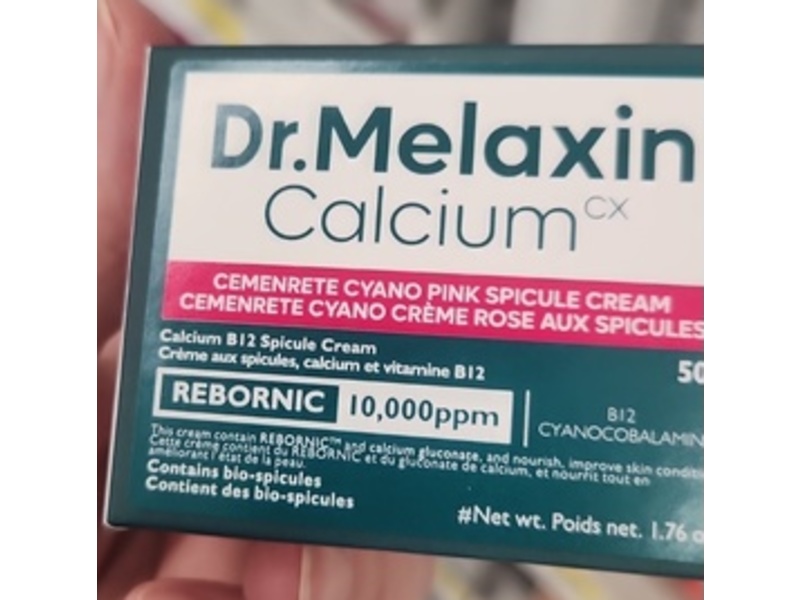 Dr.Melaxin
Calcium CX
CEMENRETE CYANO PINK SPICULE CREAM
CEMENRETE CYANO CRÈME ROSE AUX SPICULES
Calcium B12 Spicule Cream
Crème aux spicules, calcium et vitamine B12
50
REBORNIC 10,000ppm
B12
CYANOCOBALAMIN
This cream contain REBORNIC™ and calcium gluconate, and nourish, improve skin conditi
Cette crème contient du REBORNIC et du gluconate de calcium, et nourrit tout en
améliorant l'état de la peau.
Contains bio-spicules
Contient des bio-spicules
#Net wt. Poids net. 1.76 o